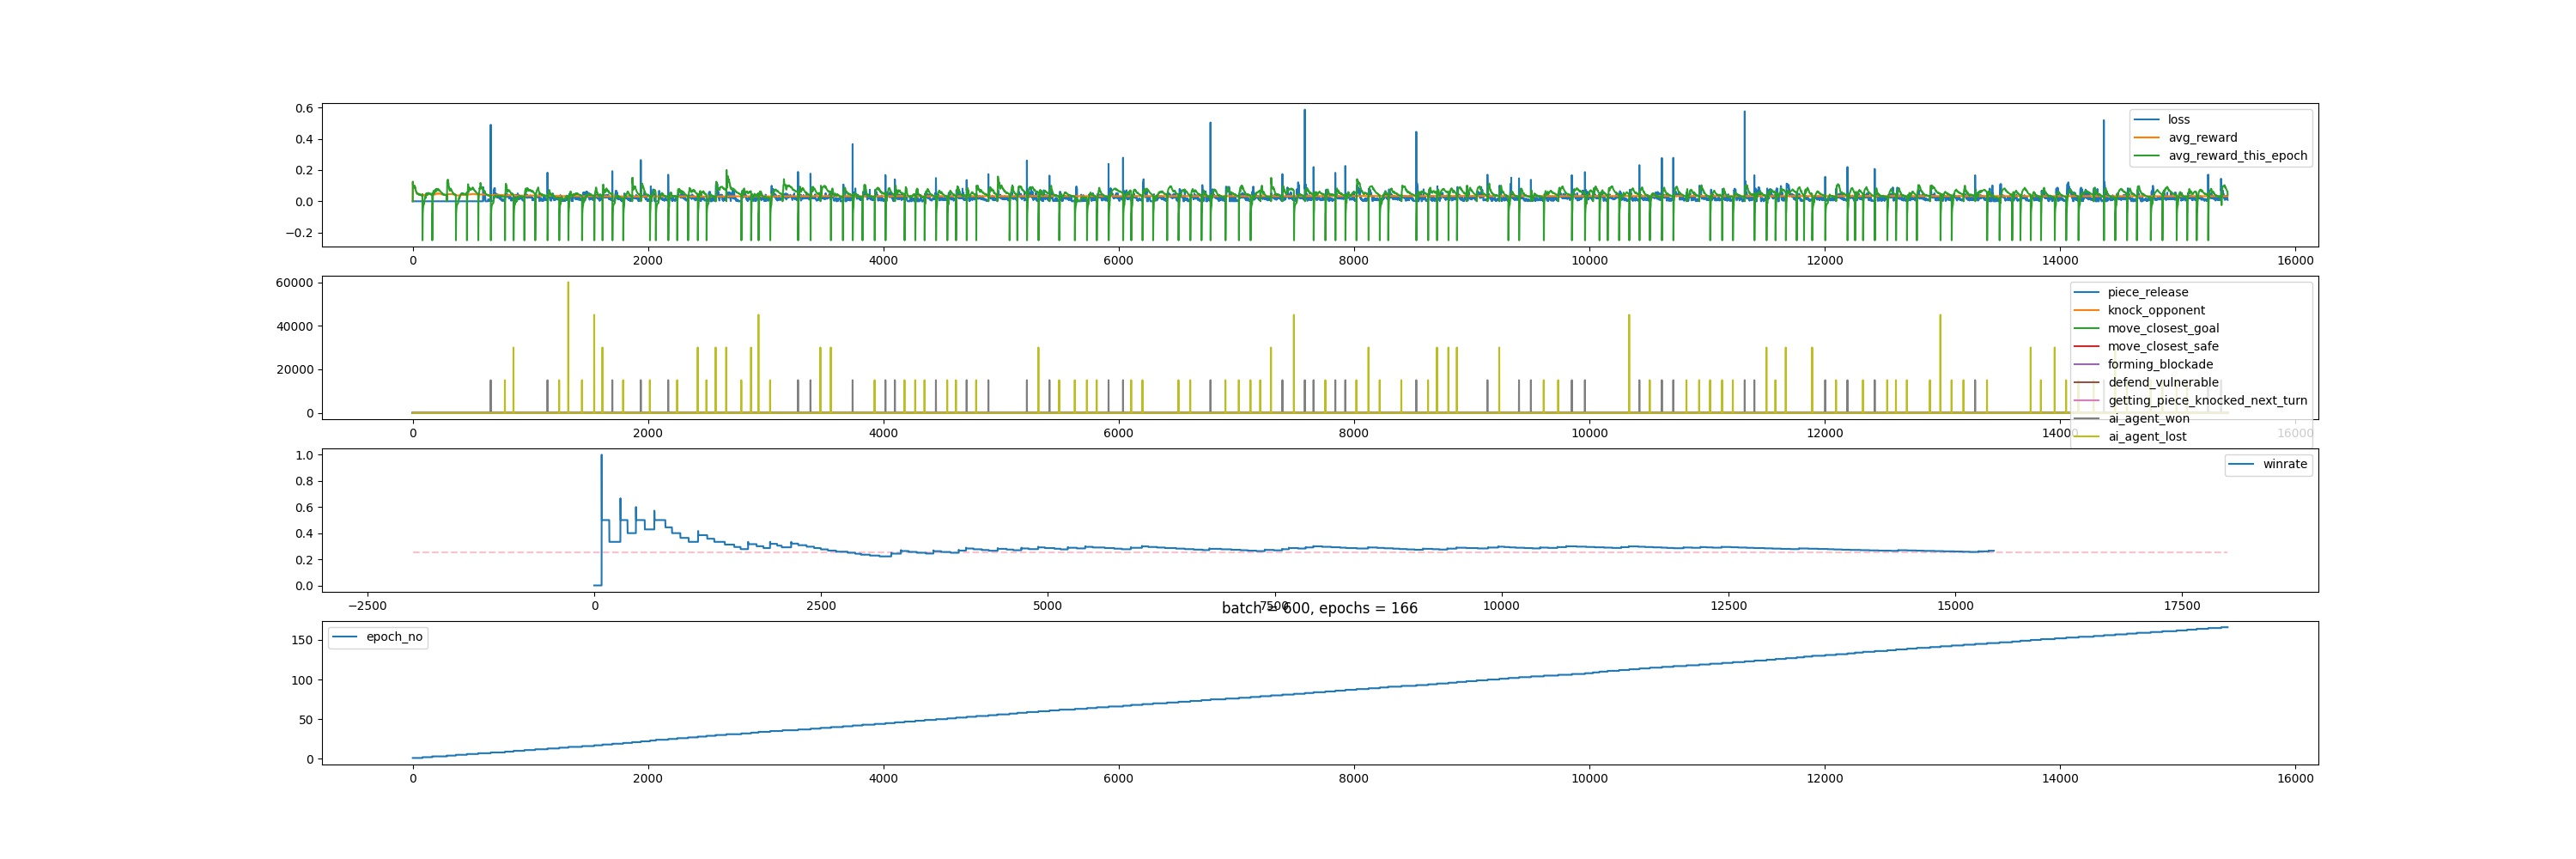 0.6
0.4
0.2
0.0
−0.2
loss
avg_reward
avg_reward_this_epoch
0 2000 4000 6000 8000 10000 12000 14000 16000
60000
40000
20000
0
piece_release
knock_opponent
move_closest_goal
move_closest_safe
forming_blockade
defend_vulnerable
getting_piece_knocked_next_turn
ai_agent_won
ai_agent_lost
0 2000 4000 6000 8000 10000 12000 14000 16000
1.0
0.8
0.6
0.4
0.2
0.0
winrate
−2500 0 2500 5000 7500 10000 12500 15000 17500
batch = 600, epochs = 166
150
100
50
0
epoch_no
0 2000 4000 6000 8000 10000 12000 14000 16000